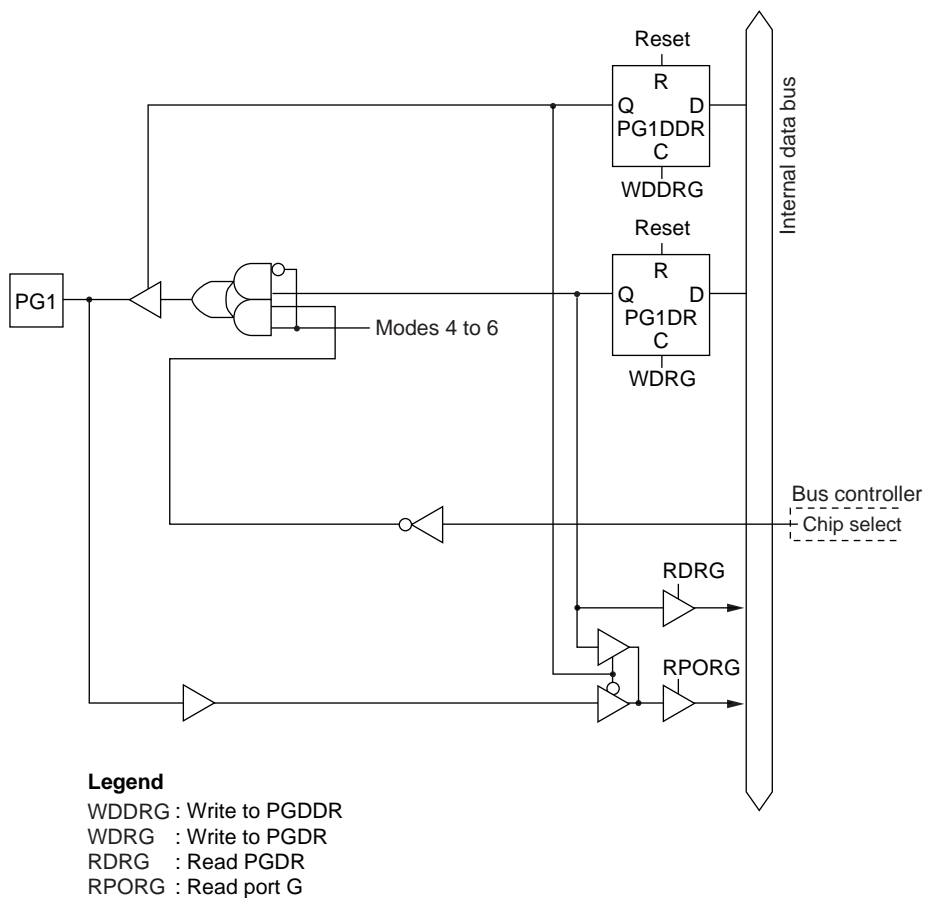 Reset
R
Q D
PG1DDR
C
WDDRG
Internal data bus
Reset
R
Q D
PG1DR
C
WDRG
PG1
Modes 4 to 6
Bus controller
Chip select
RDRG
RPORG
Legend
WDDRG : Write to PGDDR
WDRG : Write to PGDR
RDRG : Read PGDR
RPORG : Read port G